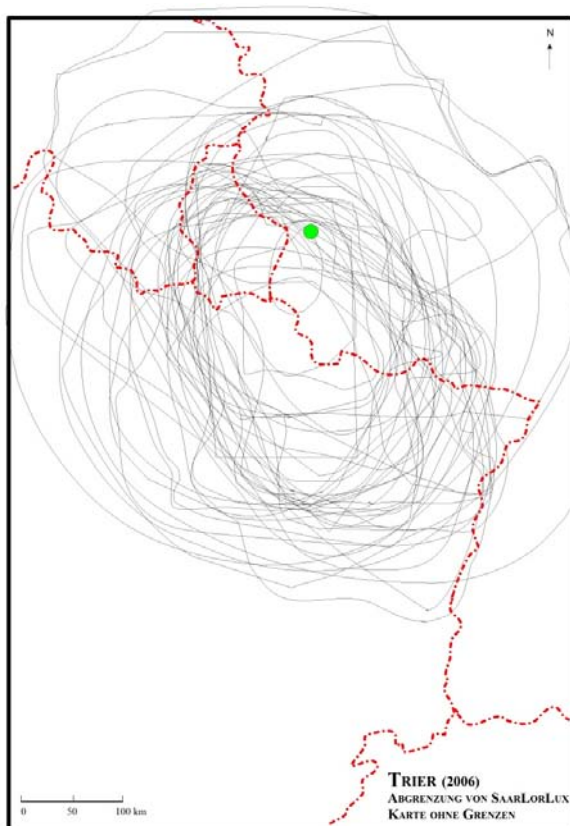 N
0 50 100 km
TRIER (2006)
ABGRENZUNG VON SAARLORLUX
KARTE OHNE GRENZEN